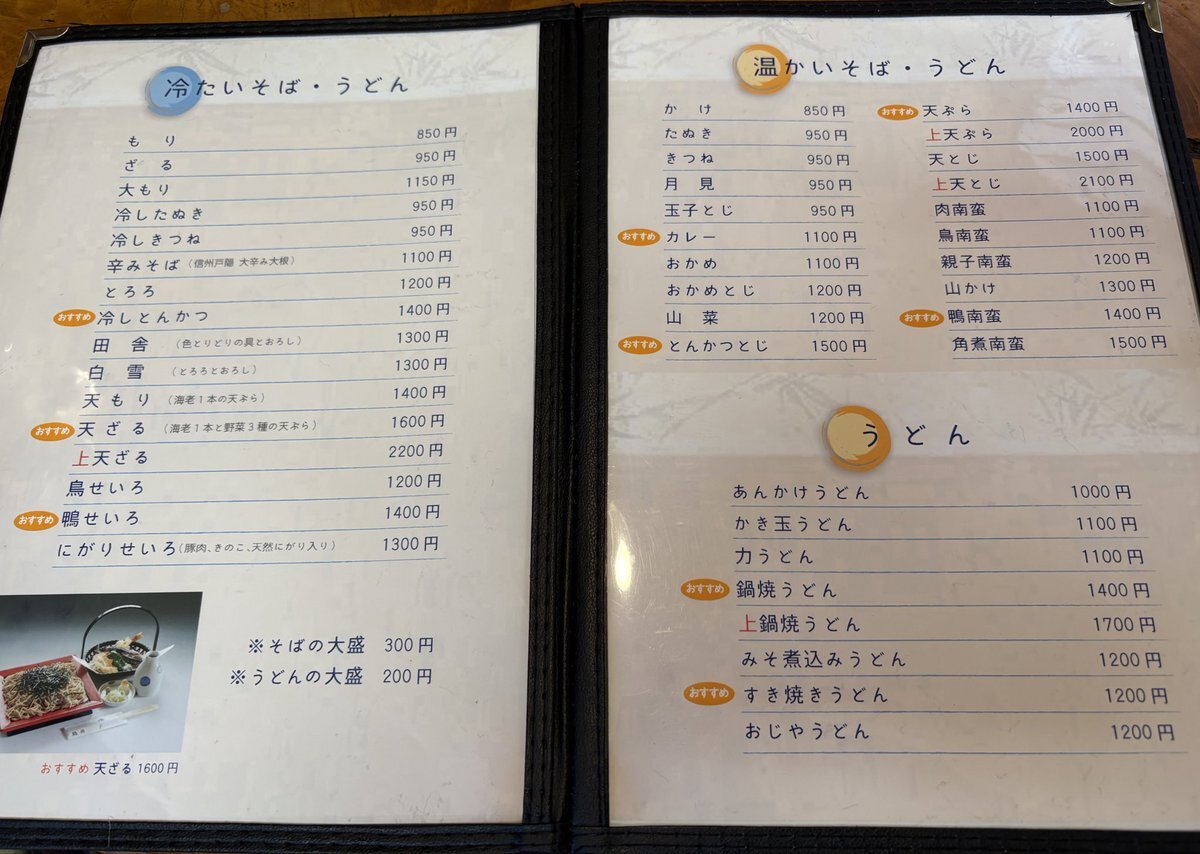 冷たいそば・うどん
もり 850円
ざる 950円
大もり 1150円
冷したぬき 950円
冷しきつね 950円
辛みそば（信州戸隠 大辛み大根） 1100円
とろろ 1200円
おすすめ 冷しとんかつ 1400円
田舎（色とりどりの具とおろし） 1300円
白雪（とろろとおろし） 1300円
天もり（海老1本の天ぷら） 1400円
おすすめ 天ざる（海老1本と野菜3種の天ぷら） 1600円
上天ざる 2200円
鳥せいろ 1200円
おすすめ 鴨せいろ 1400円
にがりせいろ（豚肉、きのこ、天然にがり入り） 1300円
※そばの大盛 300円
※うどんの大盛 200円
おすすめ 天ざる 1600円
温かいそば・うどん
かけ 850円
たぬき 950円
きつね 950円
月見 950円
玉子とじ 950円
おすすめ カレー 1100円
おかめ 1100円
おかめとじ 1200円
山菜 1200円
おすすめ とんかつとじ 1500円
おすすめ 天ぷら 1400円
上天ぷら 2000円
天とじ 1500円
上天とじ 2100円
肉南蛮 1100円
鳥南蛮 1100円
親子南蛮 1200円
山かけ 1300円
おすすめ 鴨南蛮 1400円
角煮南蛮 1500円
うどん
あんかけうどん 1000円
かき玉うどん 1100円
力うどん 1100円
おすすめ 鍋焼うどん 1400円
上鍋焼うどん 1700円
みそ煮込みうどん 1200円
おすすめ すき焼きうどん 1200円
おじやうどん 1200円